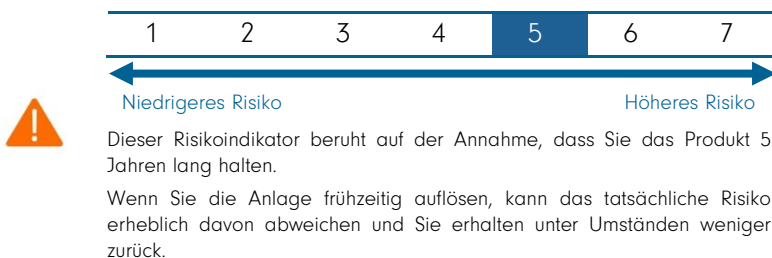 1 2 3 4 5 6 7
Niedrigeres Risiko Höheres Risiko
Dieser Risikoindikator beruht auf der Annahme, dass Sie das Produkt 5
Jahren lang halten.
Wenn Sie die Anlage frühzeitig auflösen, kann das tatsächliche Risiko
erheblich davon abweichen und Sie erhalten unter Umständen weniger
zurück.